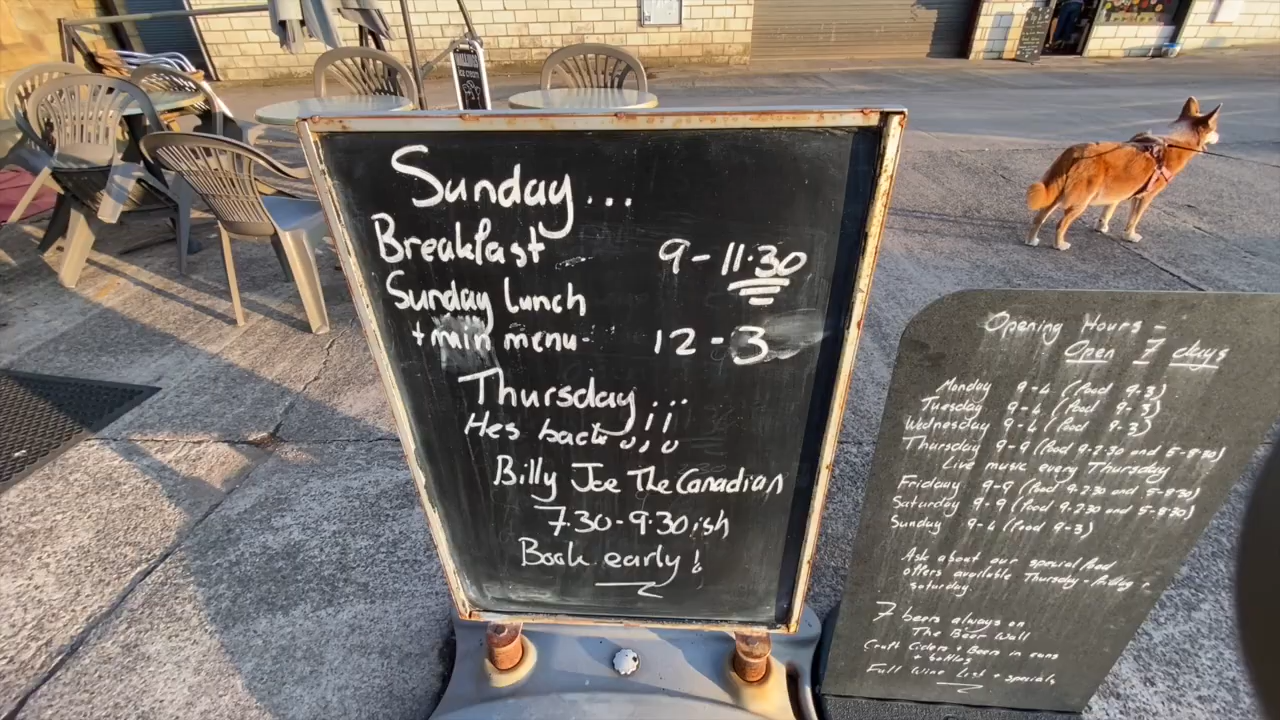 Sunday...
Breakfast 9-11.30
Sunday Lunch
+ main menu- 12-3
Thursday...
Hes back!!!
Billy Joe The Canadian
7.30-9.30ish
Book early!
Opening Hours -
Open 7 days
Monday 9-4 (food 9-3)
Tuesday 9-4 (food 9-3)
Wednesday 9-4 (food 9-3)
Thursday 9-9 (food 9-2.30 and 5-8.30)
Live music every Thursday
Friday 9-9 (food 9-2.30 and 5-8.30)
Saturday 9-9 (food 9-2.30 and 5-8.30)
Sunday 9-4 (food 9-3)
Ask about our special food
offers available Thursday-Friday +
saturday.
7 beers always on
The Beer Wall
Craft Ciders + Beers in cans
+ bottles
Full Wine List + specials
ice cream